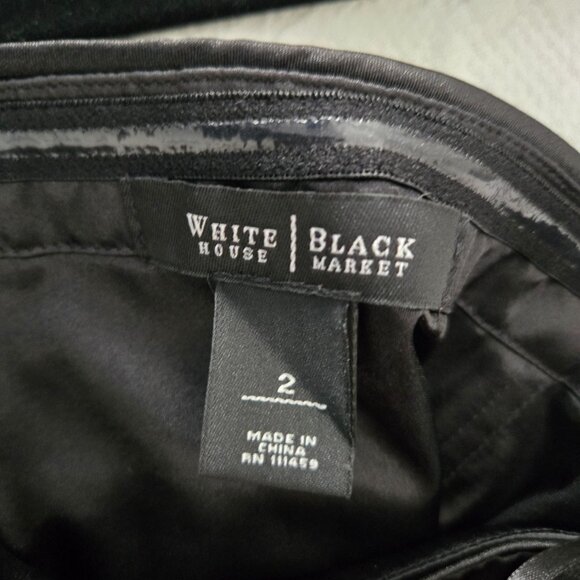 WHITE | BLACK
HOUSE | MARKET
2
MADE IN
CHINA
RN 111459